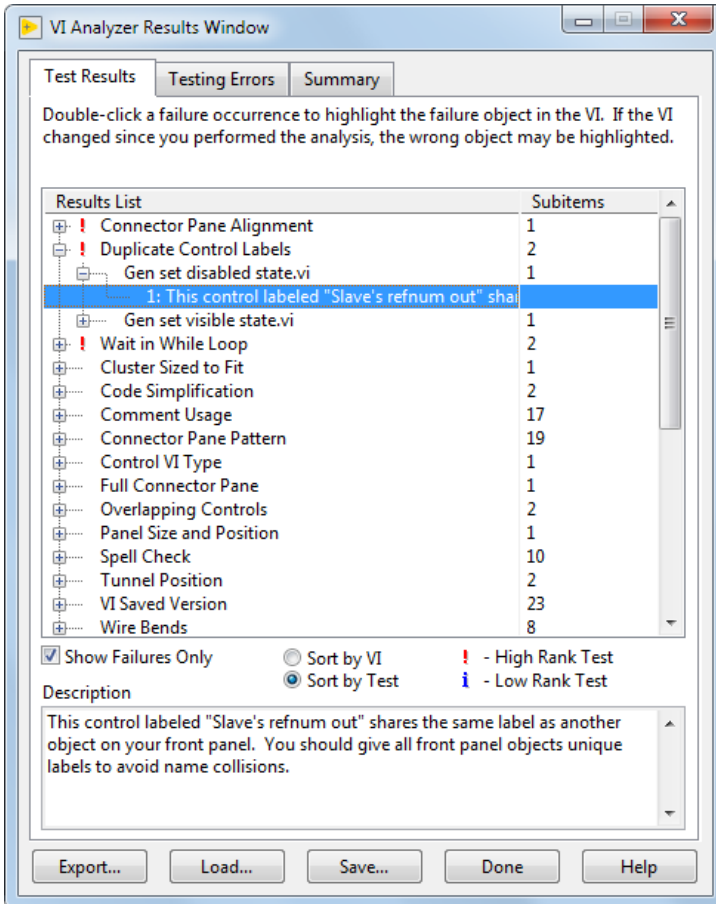 VI Analyzer Results Window
Test Results Testing Errors Summary
Double-click a failure occurrence to highlight the failure object in the VI. If the VI
changed since you performed the analysis, the wrong object may be highlighted.
Results List Subitems
! Connector Pane Alignment 1
! Duplicate Control Labels 2
Gen set disabled state.vi 1
1: This control labeled "Slave's refnum out" shar
Gen set visible state.vi 1
! Wait in While Loop 2
Cluster Sized to Fit 1
Code Simplification 2
Comment Usage 17
Connector Pane Pattern 19
Control VI Type 1
Full Connector Pane 1
Overlapping Controls 2
Panel Size and Position 1
Spell Check 10
Tunnel Position 2
VI Saved Version 23
Wire Bends 8
Show Failures Only Sort by VI ! - High Rank Test
Sort by Test i - Low Rank Test
Description
This control labeled "Slave's refnum out" shares the same label as another
object on your front panel. You should give all front panel objects unique
labels to avoid name collisions.
Export... Load... Save... Done Help